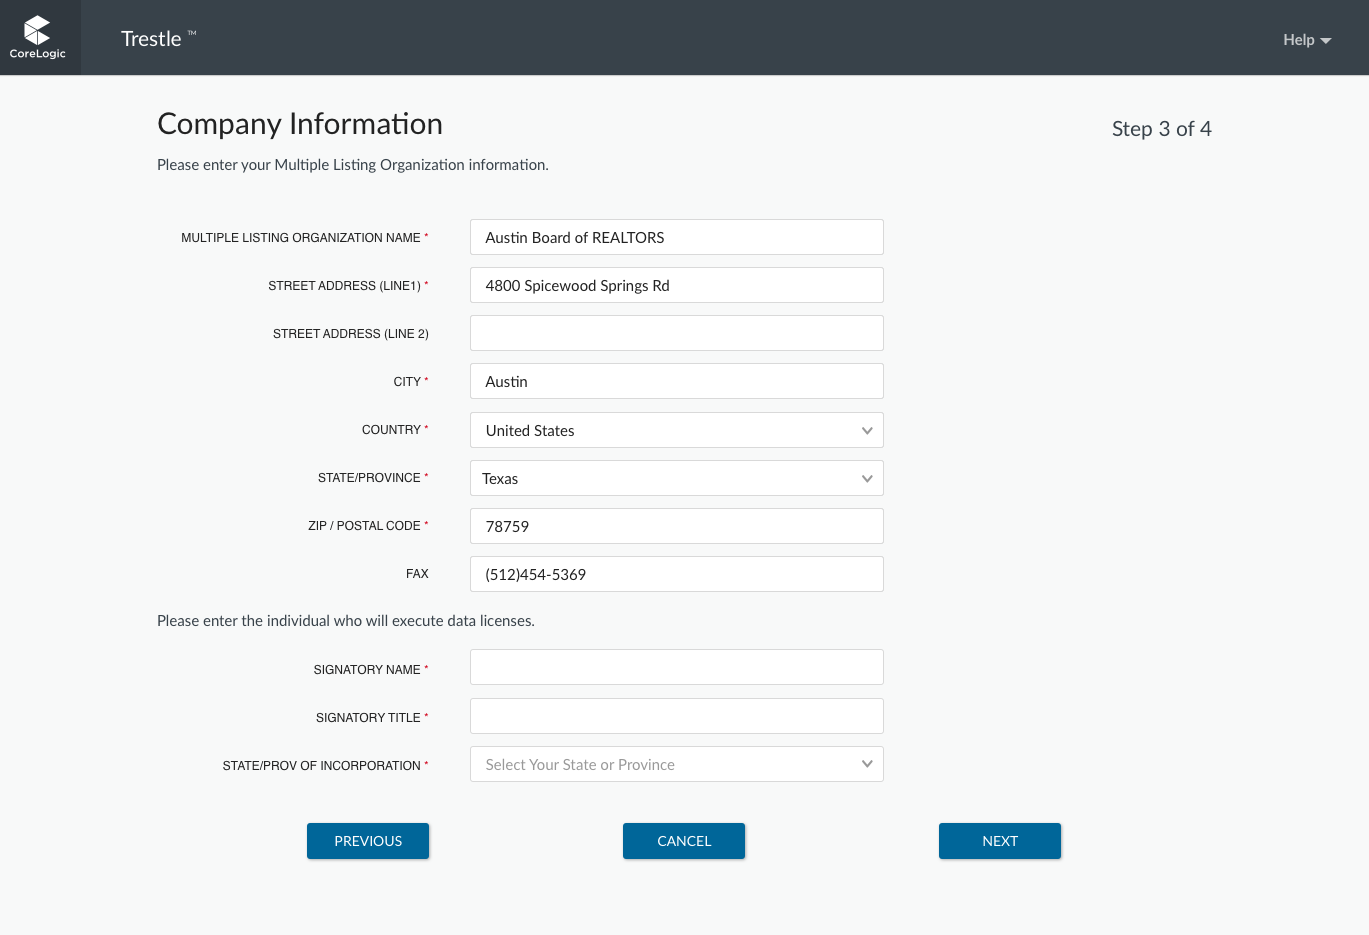 CoreLogic
Trestle ™
Help
Company Information
Step 3 of 4
Please enter your Multiple Listing Organization information.
MULTIPLE LISTING ORGANIZATION NAME * Austin Board of REALTORS
STREET ADDRESS (LINE1) * 4800 Spicewood Springs Rd
STREET ADDRESS (LINE 2)
CITY * Austin
COUNTRY * United States
STATE/PROVINCE * Texas
ZIP / POSTAL CODE * 78759
FAX (512)454-5369
Please enter the individual who will execute data licenses.
SIGNATORY NAME *
SIGNATORY TITLE *
STATE/PROV OF INCORPORATION * Select Your State or Province
PREVIOUS CANCEL NEXT